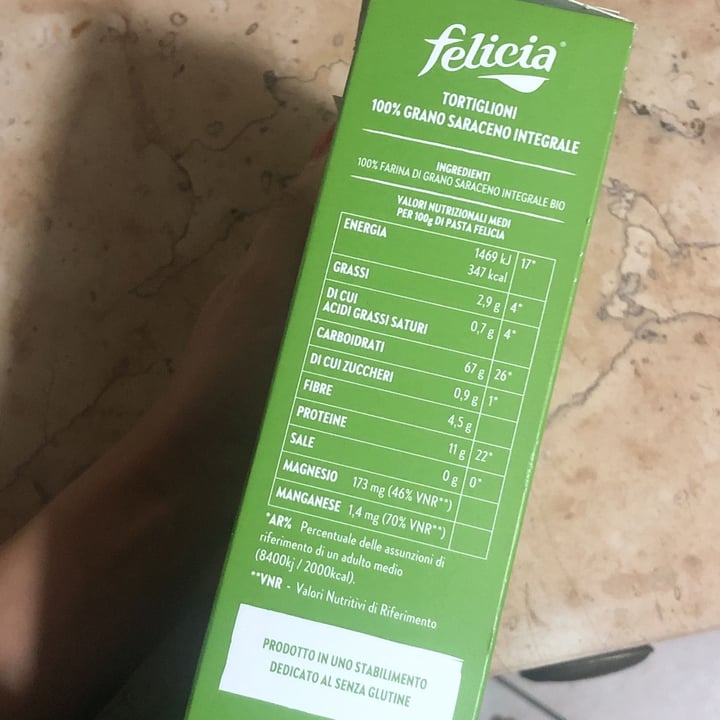 felicia®
TORTIGLIONI
100% GRANO SARACENO INTEGRALE
INGREDIENTI
100% FARINA DI GRANO SARACENO INTEGRALE BIO
VALORI NUTRIZIONALI MEDI
PER 100g DI PASTA FELICIA
ENERGIA 1469 kJ 17*
347 kcal
GRASSI 2,9 g 4*
DI CUI
ACIDI GRASSI SATURI 0,7 g 4*
CARBOIDRATI 67 g 26*
DI CUI ZUCCHERI 0,9 g 1*
FIBRE 4,5 g
PROTEINE 11 g 22*
SALE 0 g 0*
MAGNESIO 173 mg (46% VNR**)
MANGANESE 1,4 mg (70% VNR**)
*AR% Percentuale delle assunzioni di
riferimento di un adulto medio
(8400kj / 2000kcal).
**VNR - Valori Nutritivi di Riferimento
PRODOTTO IN UNO STABILIMENTO
DEDICATO AL SENZA GLUTINE